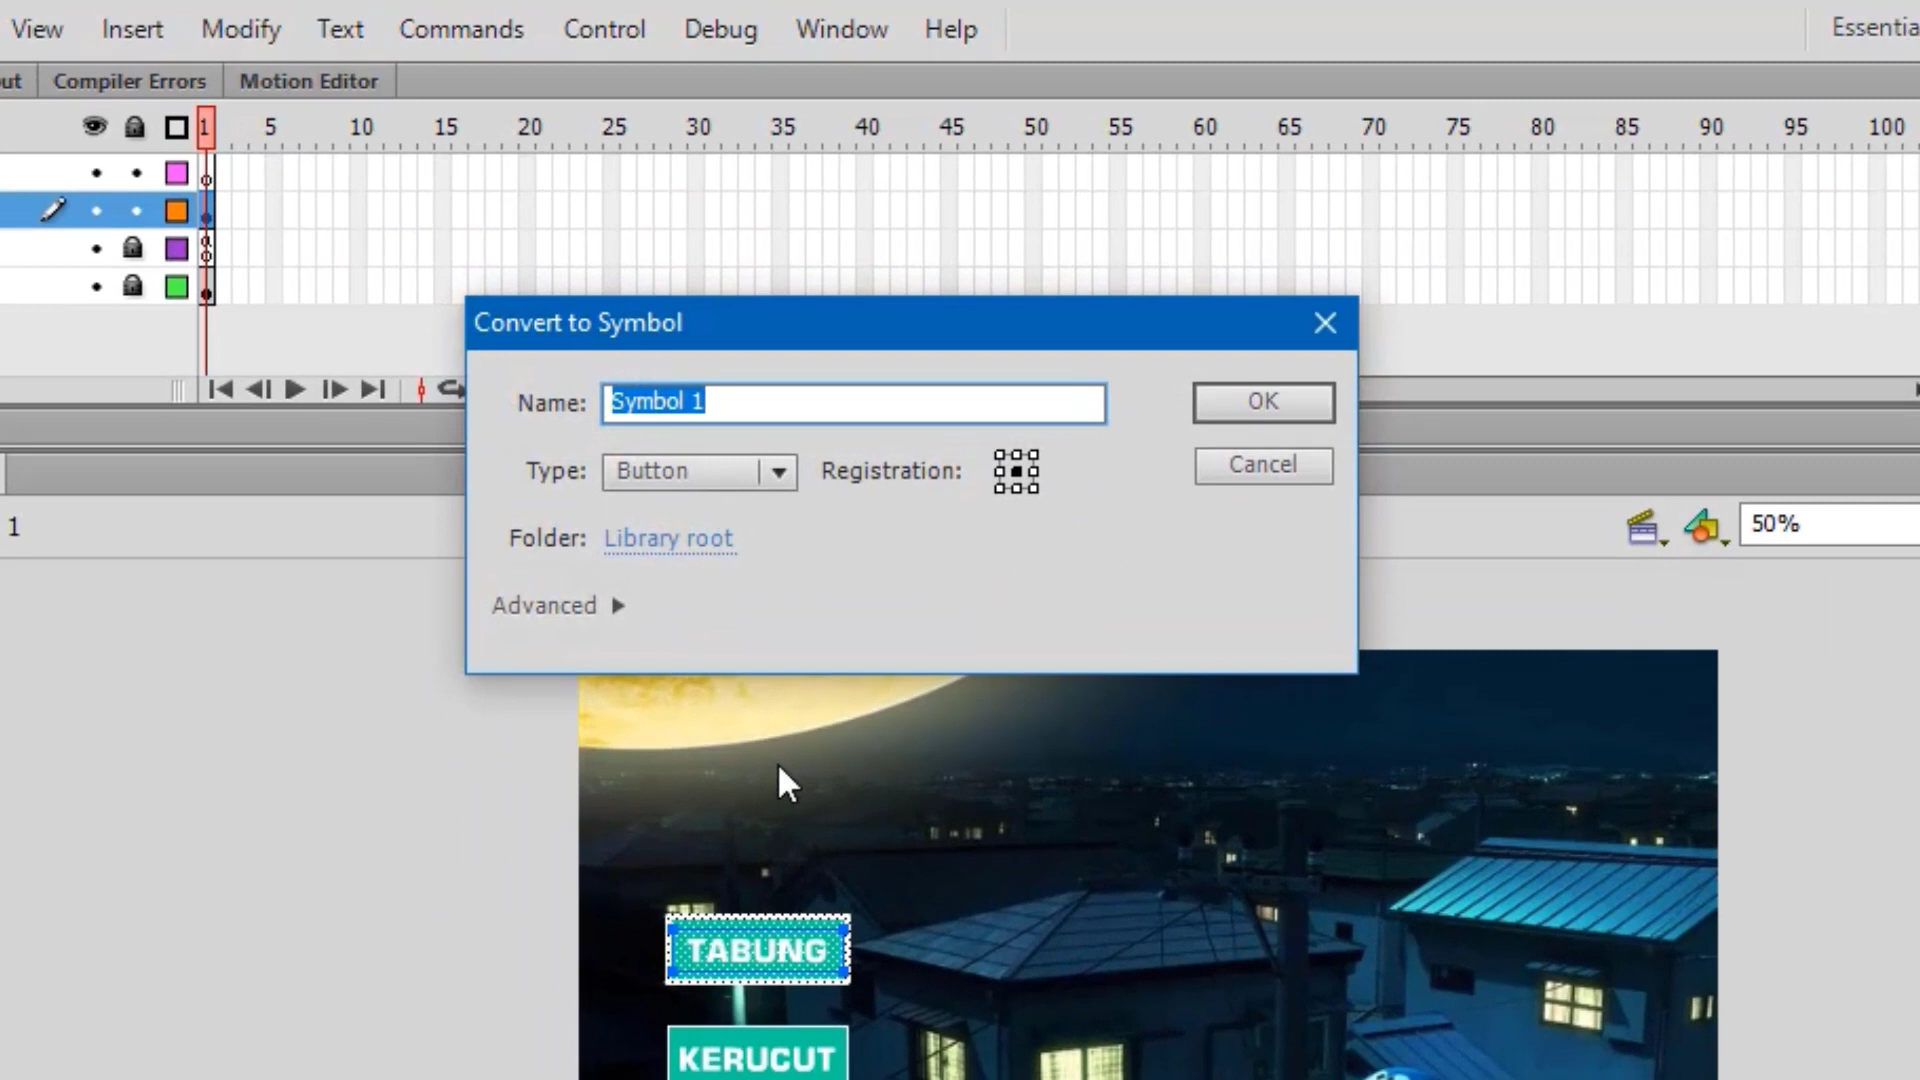 View Insert Modify Text Commands Control Debug Window Help Essentia
ut Compiler Errors Motion Editor
1 5 10 15 20 25 30 35 40 45 50 55 60 65 70 75 80 85 90 95 100
Convert to Symbol
Name: Symbol 1 OK
Type: Button Registration: Cancel
Folder: Library root
Advanced
1 50%
TABUNG
KERUCUT